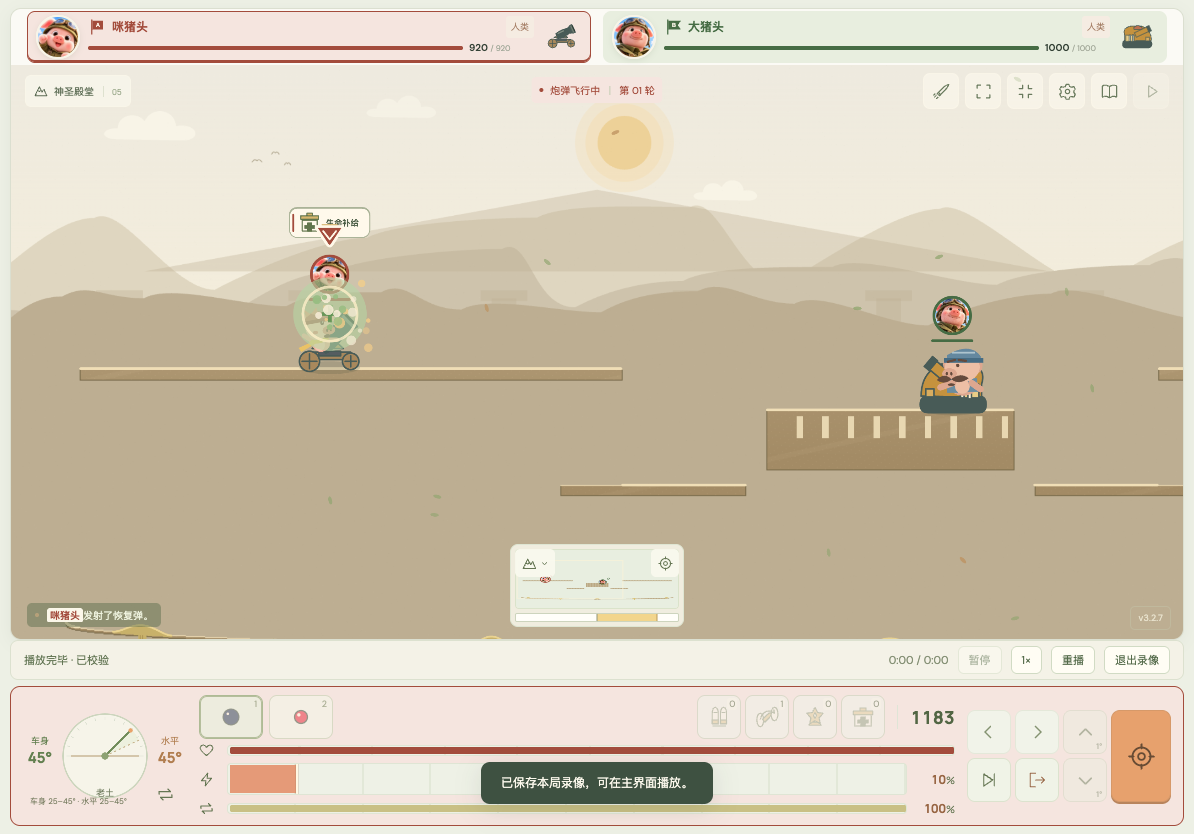 咪猪头
人类
920 / 920
大猪头
人类
1000 / 1000
神圣殿堂 05
炮弹飞行中 第 01 轮
生命补给
咪猪头 发射了恢复弹。
v3.2.7
播放完毕 · 已校验
0:00 / 0:00
暂停
1×
重播
退出录像
车身
45°
水平
45°
老土
车身 25–45° · 水平 25–45°
1
2
0
1
0
0
1183
10%
100%
1°
1°
已保存本局录像，可在主界面播放。